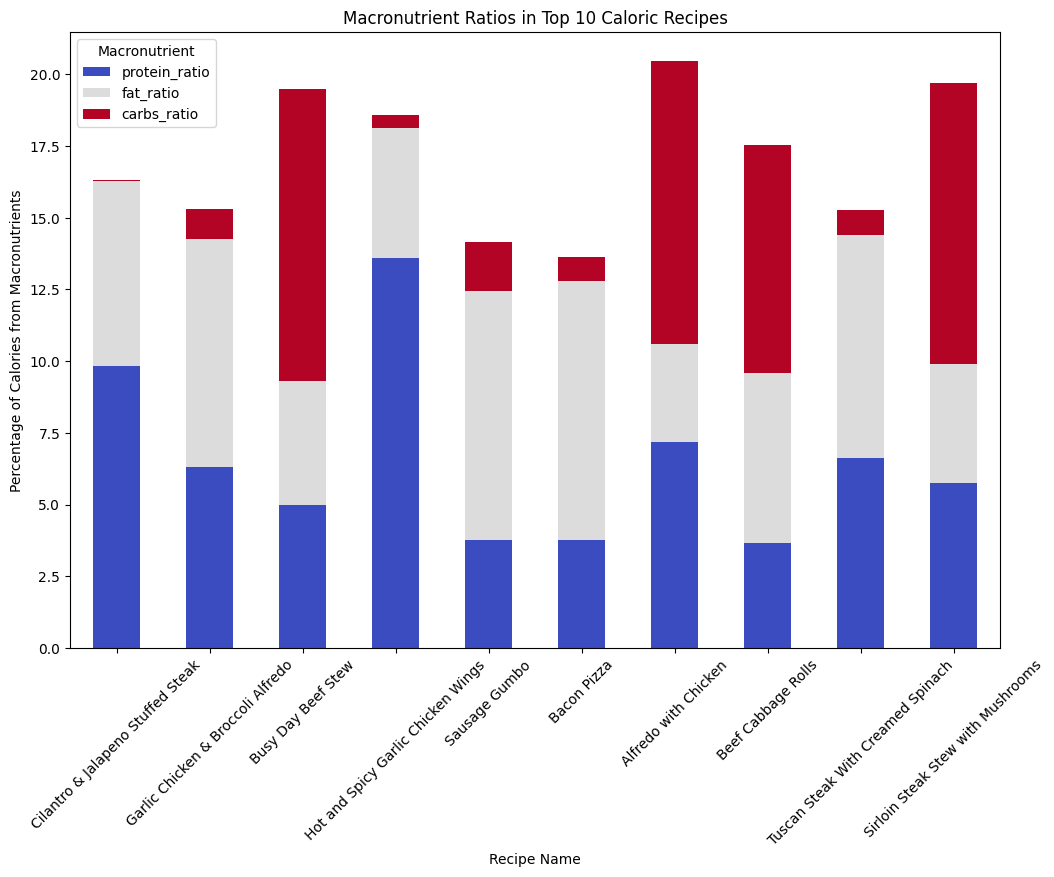 Macronutrient Ratios in Top 10 Caloric Recipes
Macronutrient
protein_ratio
fat_ratio
carbs_ratio
Percentage of Calories from Macronutrients
20.0
17.5
15.0
12.5
10.0
7.5
5.0
2.5
0.0
Cilantro & Jalapeno Stuffed Steak
Garlic Chicken & Broccoli Alfredo
Busy Day Beef Stew
Hot and Spicy Garlic Chicken Wings
Sausage Gumbo
Bacon Pizza
Alfredo with Chicken
Beef Cabbage Rolls
Tuscan Steak With Creamed Spinach
Sirloin Steak Stew with Mushrooms
Recipe Name